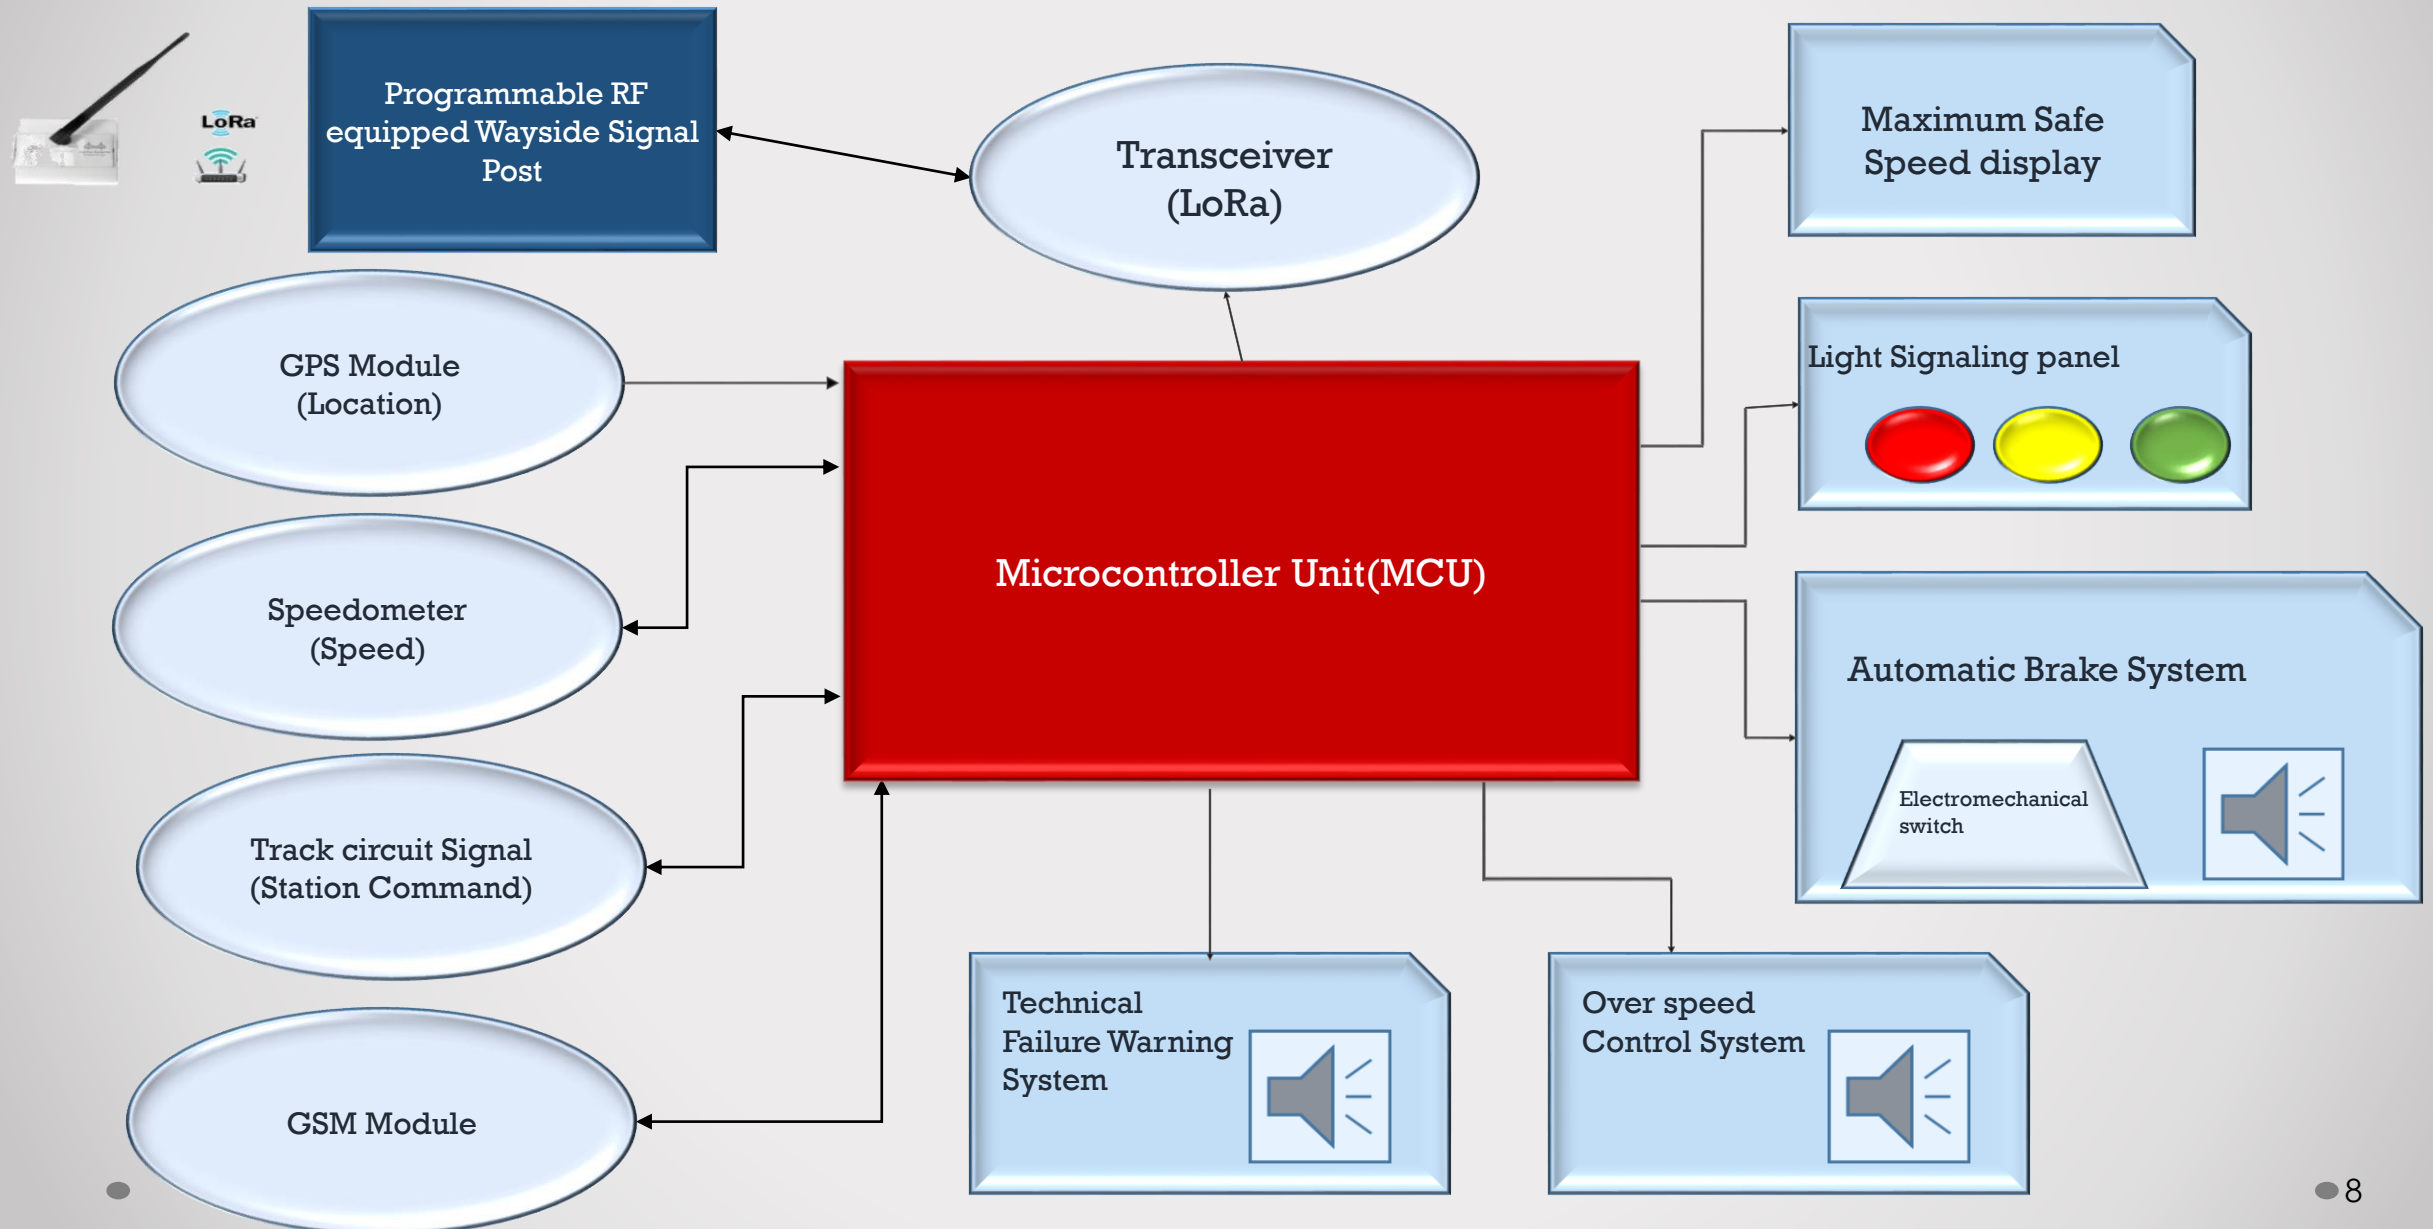 LoRa
Programmable RF
equipped Wayside Signal
Post
Transceiver
(LoRa)
Maximum Safe
Speed display
GPS Module
(Location)
Light Signaling panel
Speedometer
(Speed)
Microcontroller Unit(MCU)
Automatic Brake System
Electromechanical
switch
Track circuit Signal
(Station Command)
Technical
Failure Warning
System
Over speed
Control System
GSM Module
8